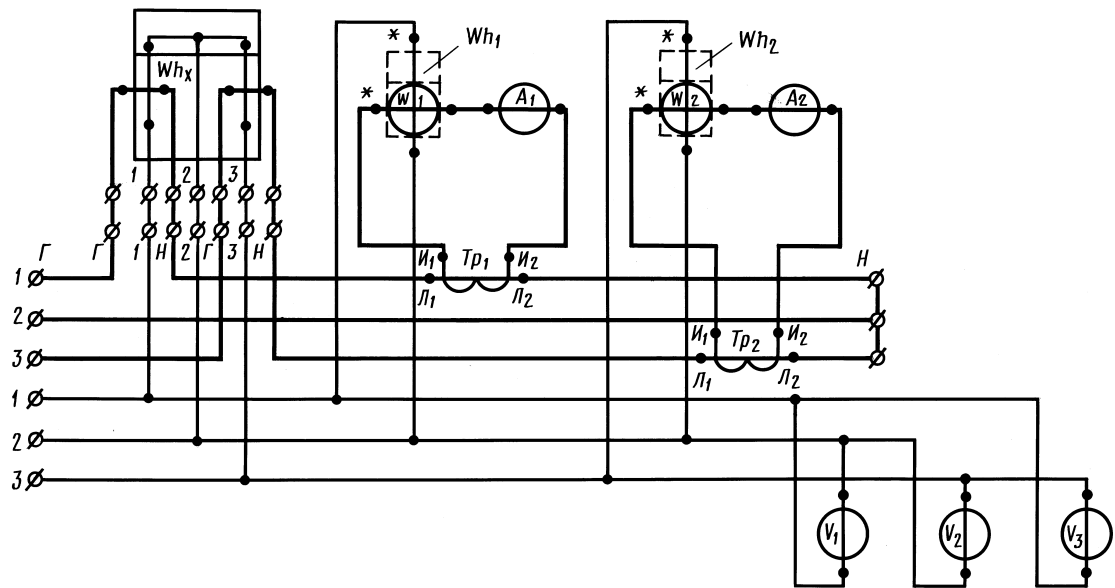 * Wh₁ * Wh₂
Whₓ
* W₁ A₁ * W₂ A₂
1 2 3
Г Г 1 Н 2 Г 3 Н И₁ Тр₁ И₂ Н
1 Л₁ Л₂
2
И₁ Тр₂ И₂
3
Л₁ Л₂
1
2
3
V₁ V₂ V₃